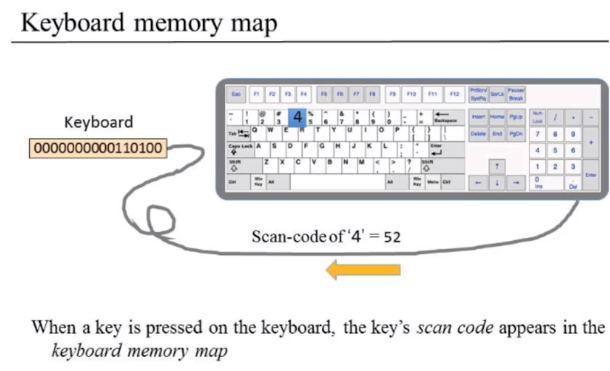 Keyboard memory map
Keyboard
0000000000110100
Esc F1 F2 F3 F4 F5 F6 F7 F8 F9 F10 F11 F12 PrtScn SysRq ScrLk Pause Break
~ ! @ # 4 % ^ & * ( ) _ + Backspace Insert Home PgUp Num Lock / * -
1 2 3 5 6 7 8 9 0
Tab Q W E R T Y U I O P { } | Delete End PgDn 7 8 9 +
[ ] \
Caps Lock A S D F G H J K L : " Enter 4 5 6
Shift Z X C V B N M < > ? Shift ↑ 1 2 3 Enter
Ctrl Win Key Alt Alt Win Key Menu Ctrl ← ↓ → 0 Ins . Del
Scan-code of '4' = 52
When a key is pressed on the keyboard, the key's scan code appears in the
keyboard memory map